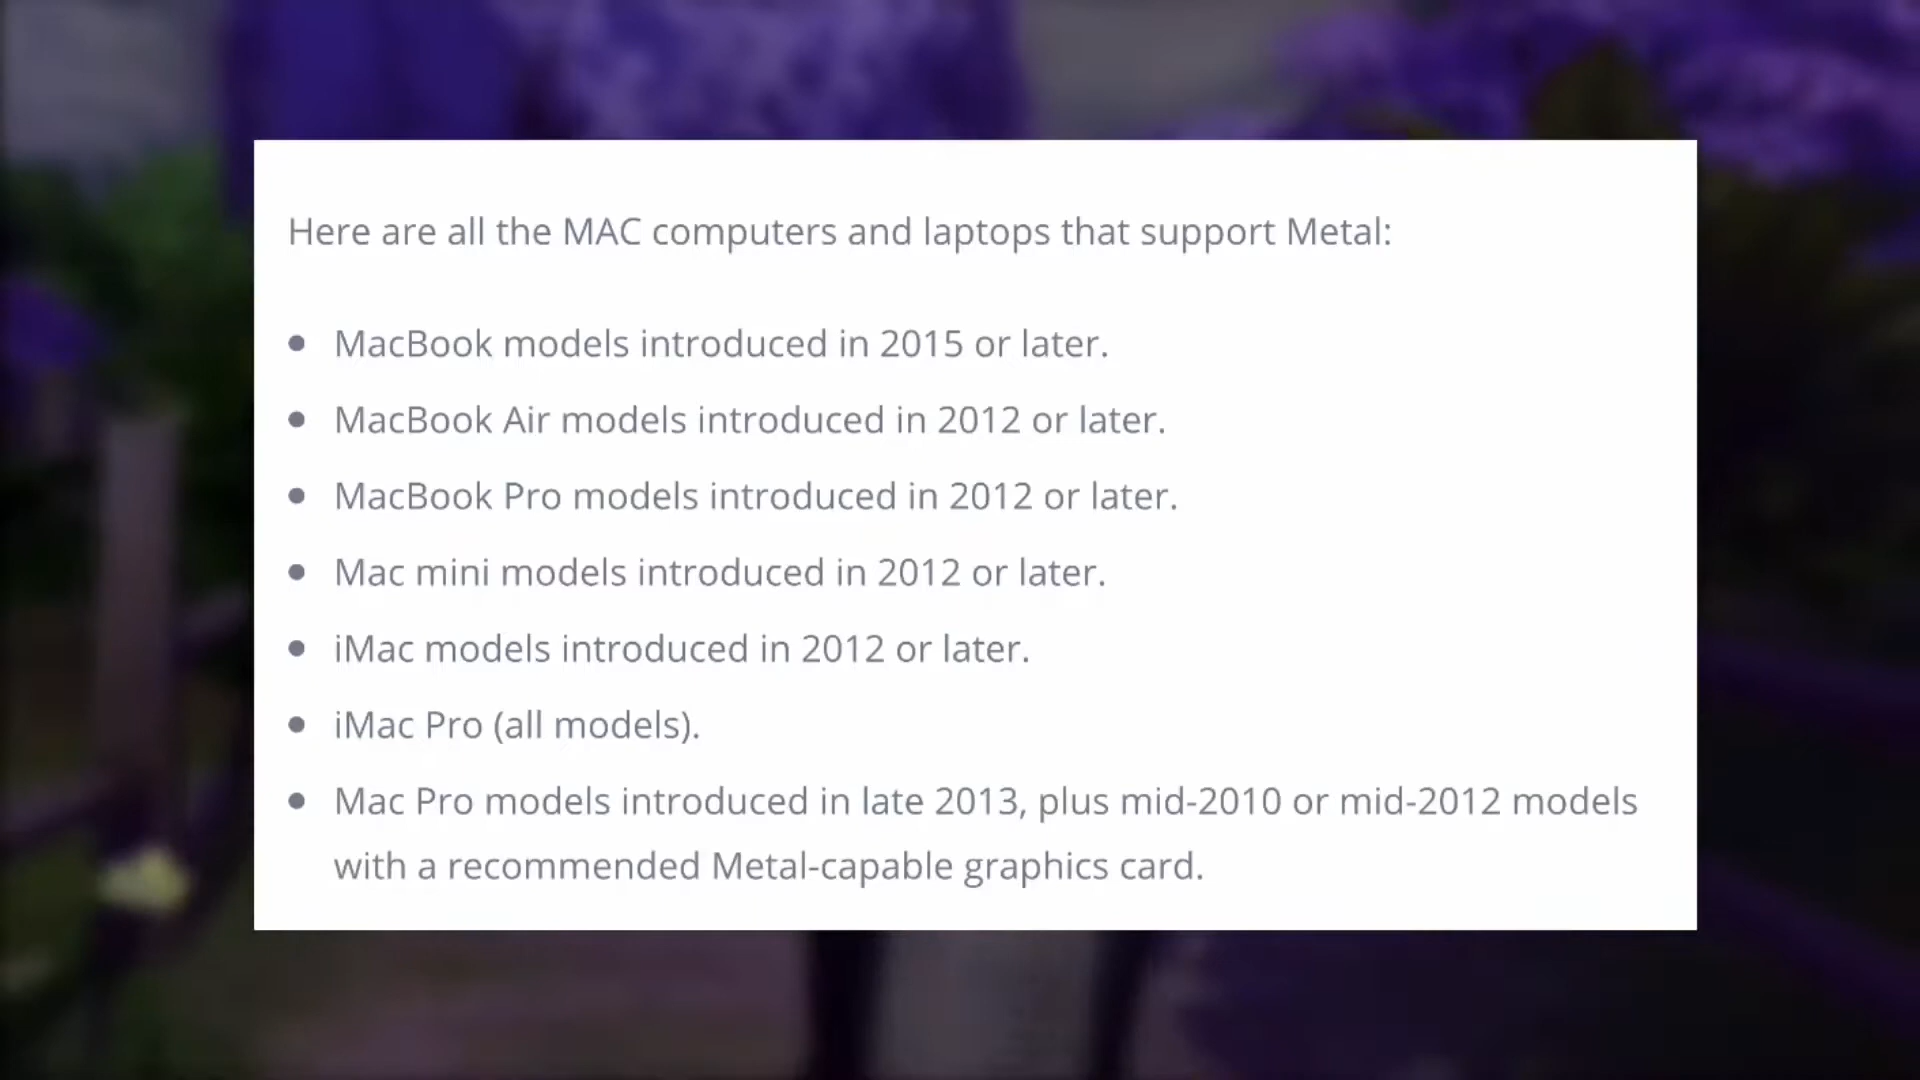 Here are all the MAC computers and laptops that support Metal:
MacBook models introduced in 2015 or later.
MacBook Air models introduced in 2012 or later.
MacBook Pro models introduced in 2012 or later.
Mac mini models introduced in 2012 or later.
iMac models introduced in 2012 or later.
iMac Pro (all models).
Mac Pro models introduced in late 2013, plus mid-2010 or mid-2012 models
with a recommended Metal-capable graphics card.